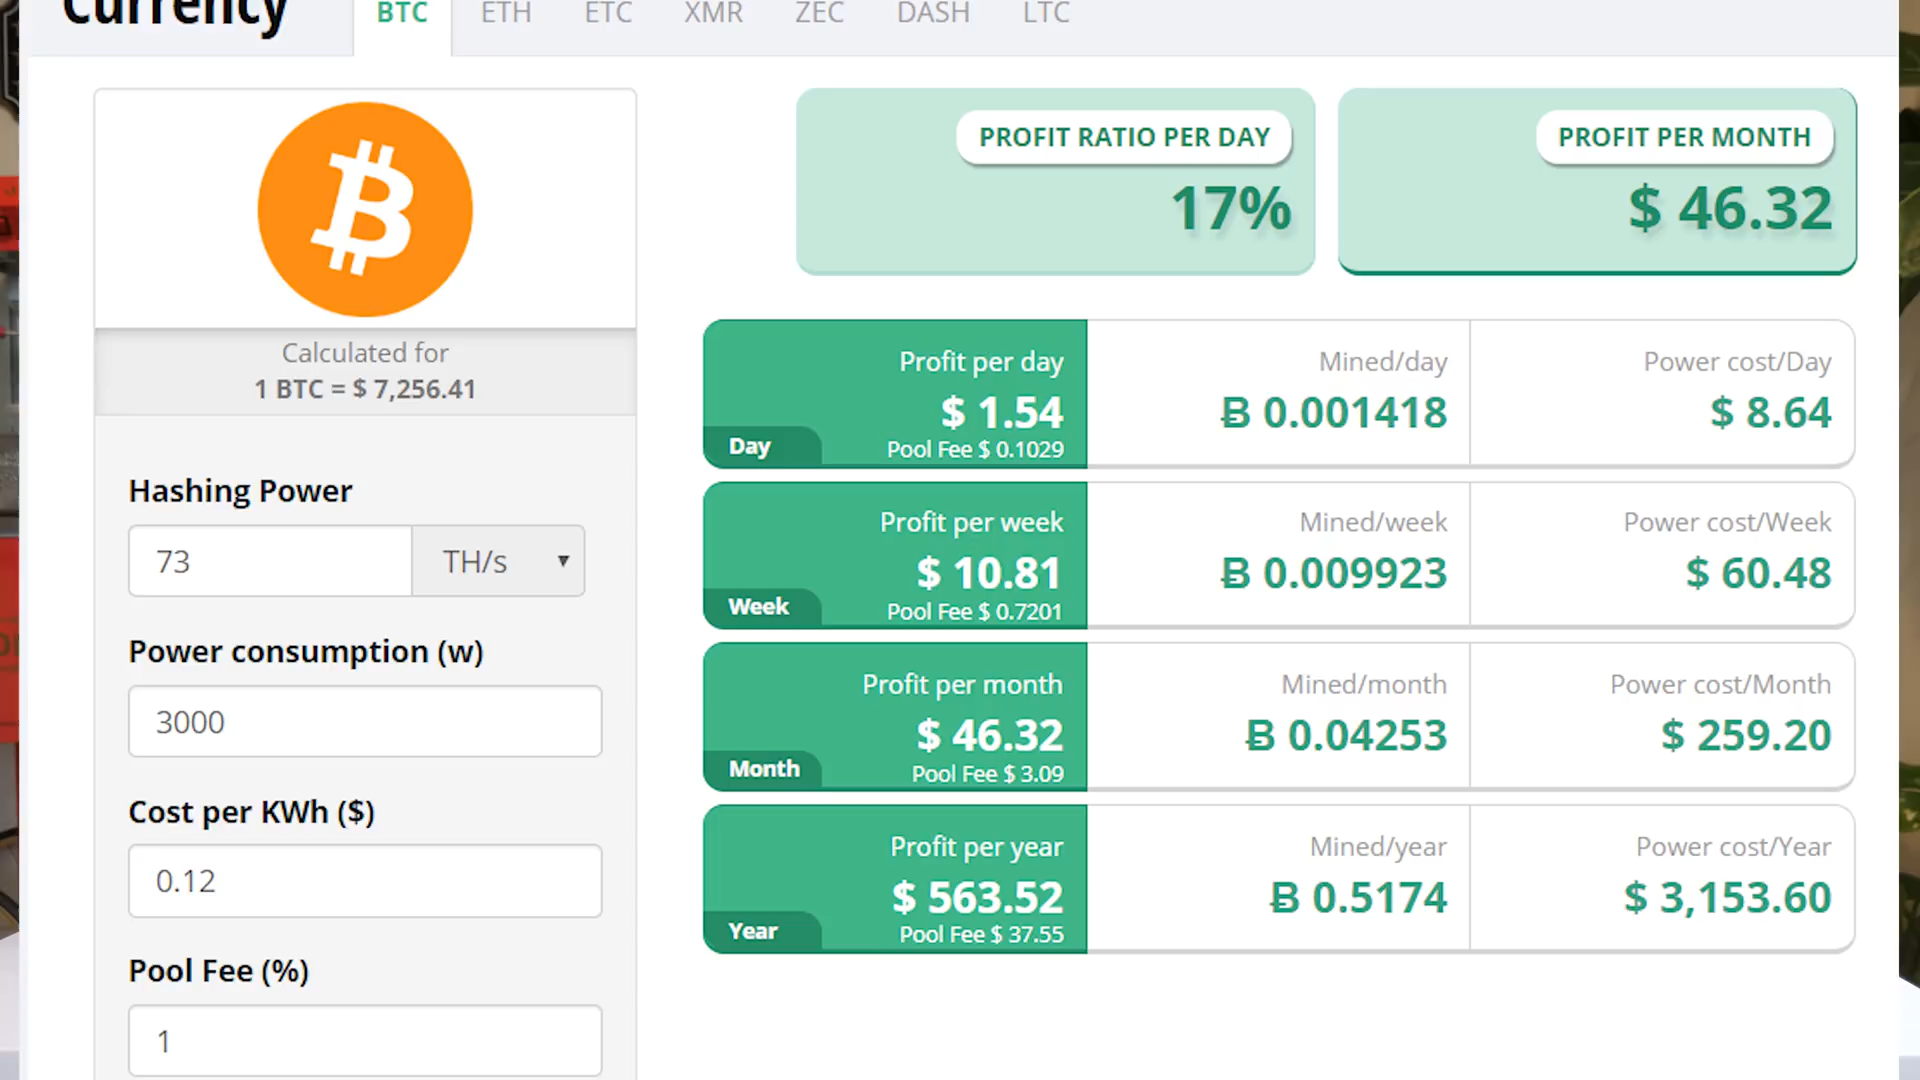 Currency
BTC ETH ETC XMR ZEC DASH LTC
Calculated for
1 BTC = $ 7,256.41
Hashing Power
73 TH/s
Power consumption (w)
3000
Cost per KWh ($)
0.12
Pool Fee (%)
1
PROFIT RATIO PER DAY
17%
PROFIT PER MONTH
$ 46.32
Profit per day
$ 1.54
Pool Fee $ 0.1029
Day
Mined/day
Ƀ 0.001418
Power cost/Day
$ 8.64
Profit per week
$ 10.81
Pool Fee $ 0.7201
Week
Mined/week
Ƀ 0.009923
Power cost/Week
$ 60.48
Profit per month
$ 46.32
Pool Fee $ 3.09
Month
Mined/month
Ƀ 0.04253
Power cost/Month
$ 259.20
Profit per year
$ 563.52
Pool Fee $ 37.55
Year
Mined/year
Ƀ 0.5174
Power cost/Year
$ 3,153.60